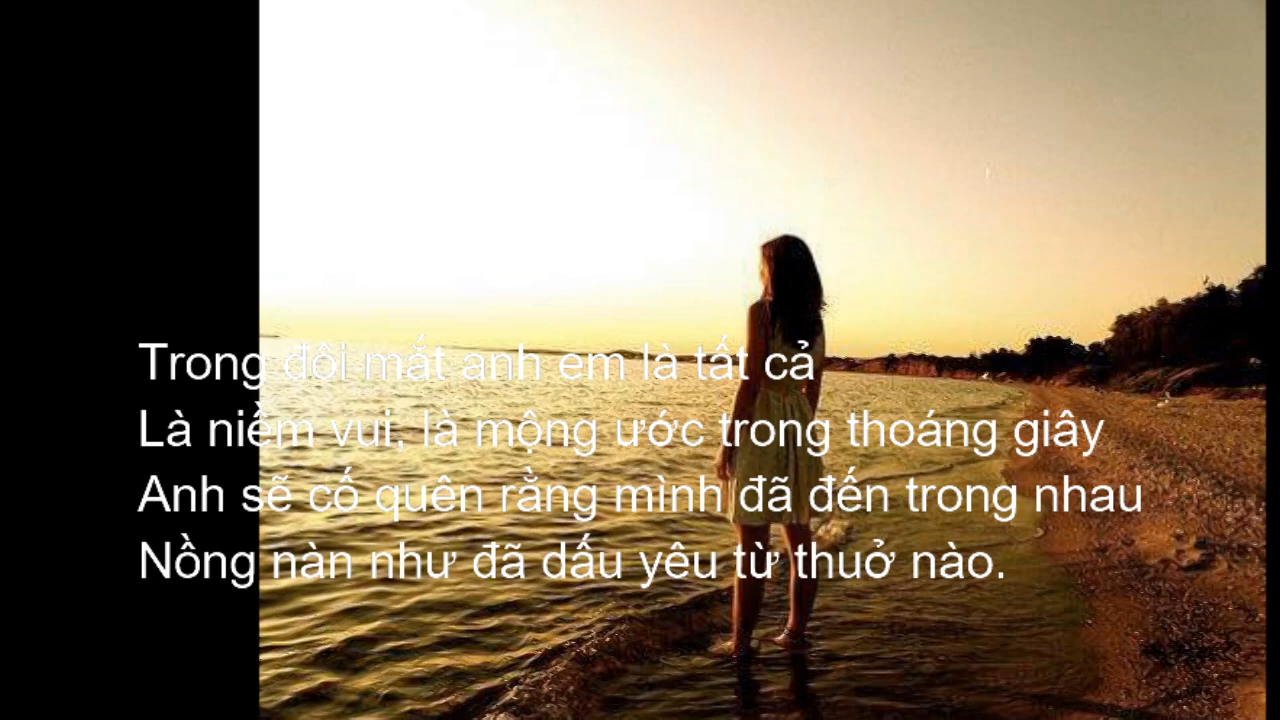 Trong đôi mắt anh em là tất cả
Là niềm vui, là mộng ước trong thoáng giây
Anh sẽ cố quên rằng mình đã đến trong nhau
Nồng nàn như đã dấu yêu từ thuở nào.